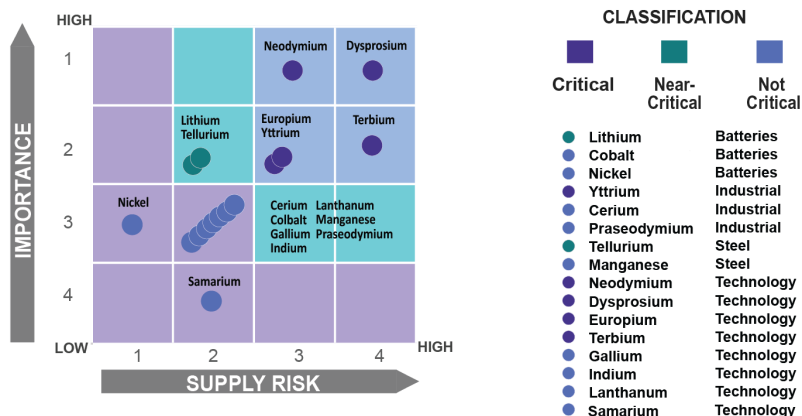 HIGH
IMPORTANCE
1
2
3
4
LOW
1
2
3
4
HIGH
SUPPLY RISK
Neodymium
Dysprosium
Lithium
Tellurium
Europium
Yttrium
Terbium
Nickel
Cerium Lanthanum
Cobalt Manganese
Gallium Praseodymium
Indium
Samarium
CLASSIFICATION
Critical
Near-
Critical
Not
Critical
Lithium Batteries
Cobalt Batteries
Nickel Batteries
Yttrium Industrial
Cerium Industrial
Praseodymium Industrial
Tellurium Steel
Manganese Steel
Neodymium Technology
Dysprosium Technology
Europium Technology
Terbium Technology
Gallium Technology
Indium Technology
Lanthanum Technology
Samarium Technology